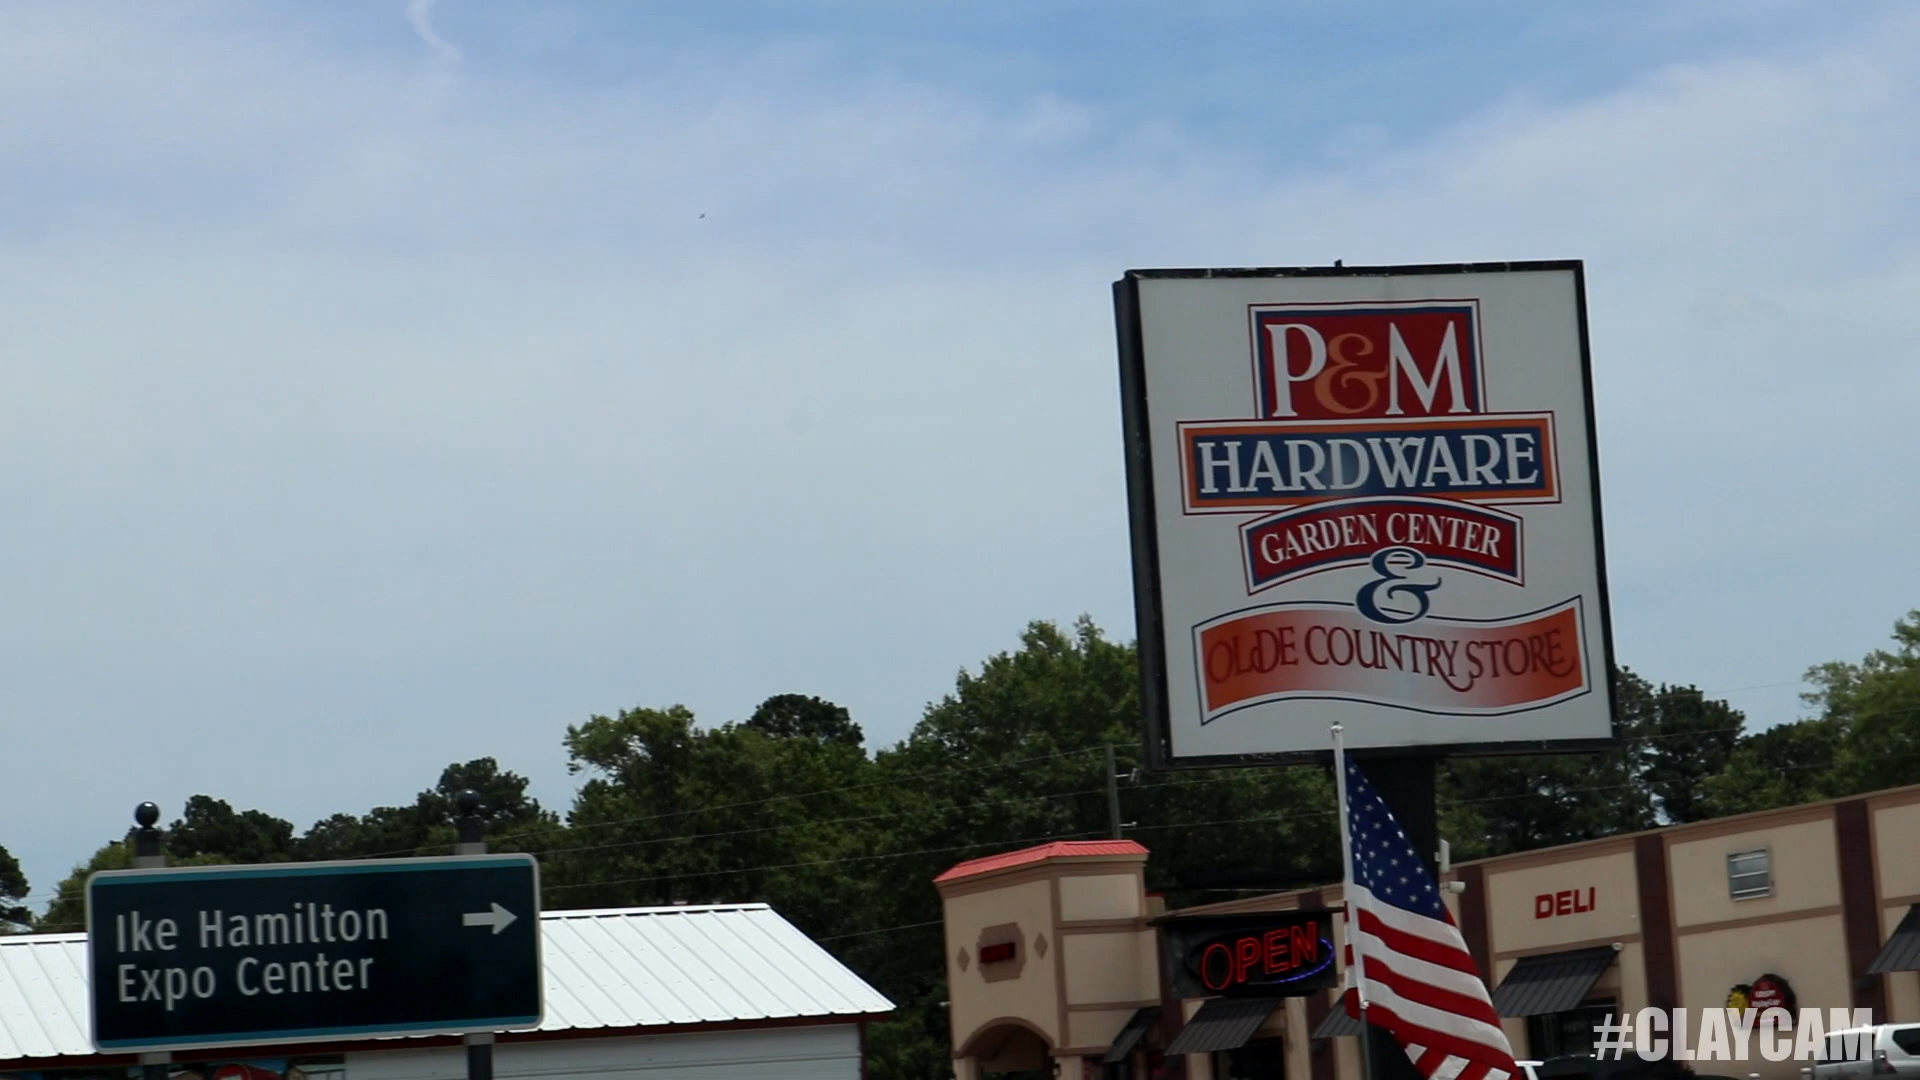 P&M
HARDWARE
GARDEN CENTER
&
OLDE COUNTRY STORE
Ike Hamilton
Expo Center
OPEN
DELI
#CLAYCAM